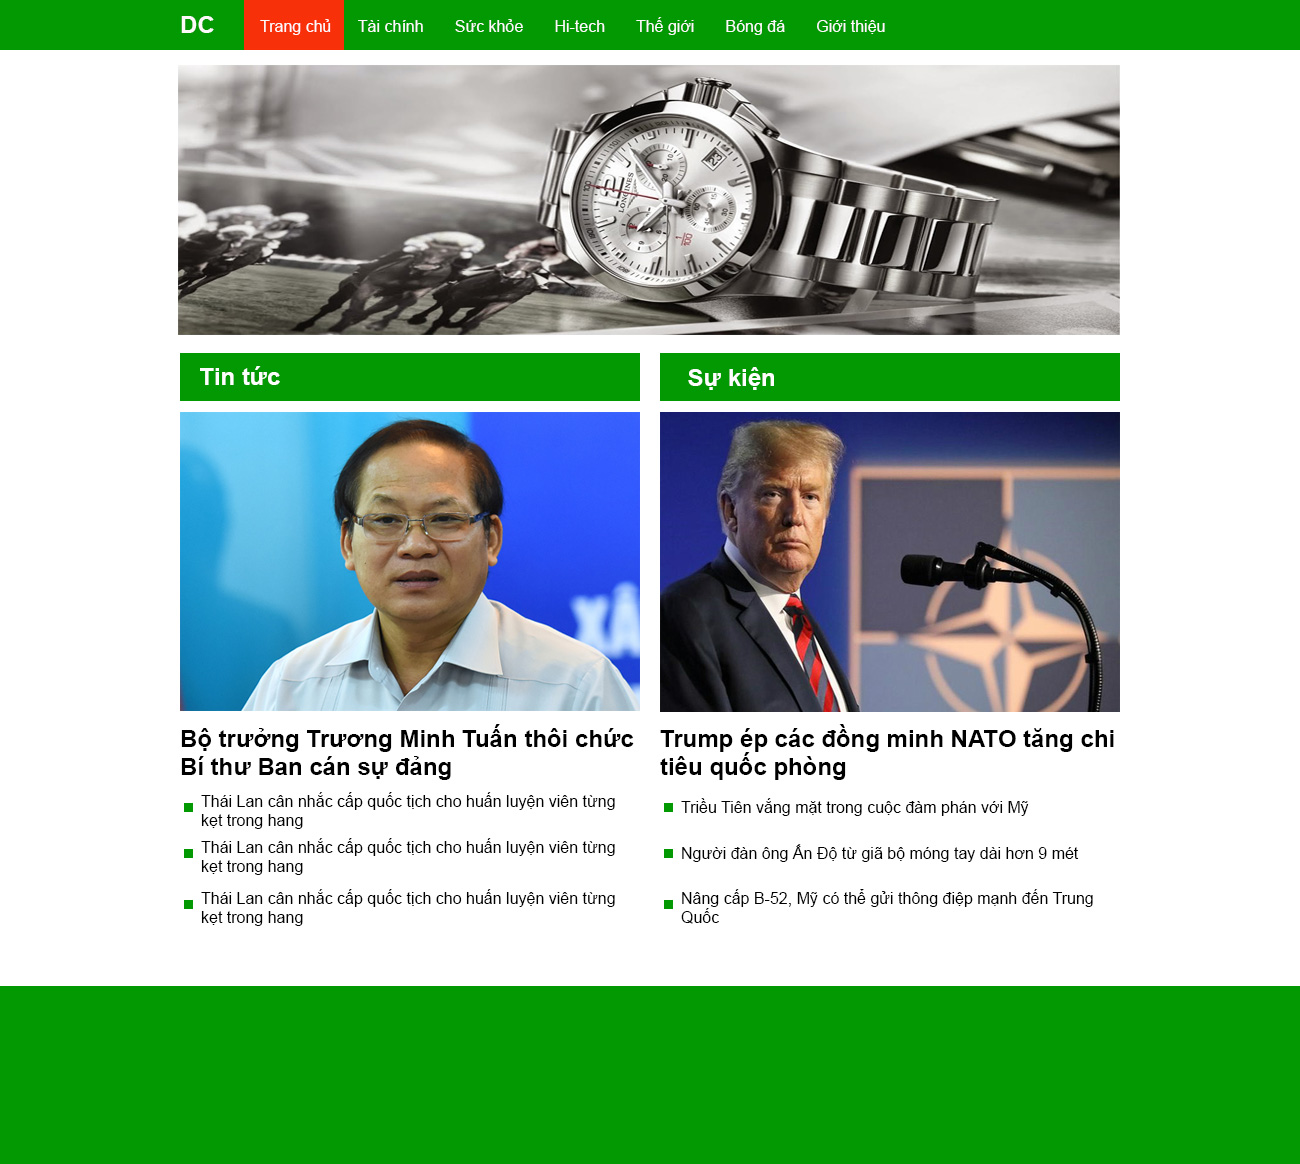 DC
Trang chủ Tài chính Sức khỏe Hi-tech Thế giới Bóng đá Giới thiệu
LONGINES
12
23
Tin tức
Sự kiện
XÂ
Bộ trưởng Trương Minh Tuấn thôi chức
Bí thư Ban cán sự đảng
Thái Lan cân nhắc cấp quốc tịch cho huấn luyện viên từng
kẹt trong hang
Thái Lan cân nhắc cấp quốc tịch cho huấn luyện viên từng
kẹt trong hang
Thái Lan cân nhắc cấp quốc tịch cho huấn luyện viên từng
kẹt trong hang
Trump ép các đồng minh NATO tăng chi
tiêu quốc phòng
Triều Tiên vắng mặt trong cuộc đàm phán với Mỹ
Người đàn ông Ấn Độ từ giã bộ móng tay dài hơn 9 mét
Nâng cấp B-52, Mỹ có thể gửi thông điệp mạnh đến Trung
Quốc